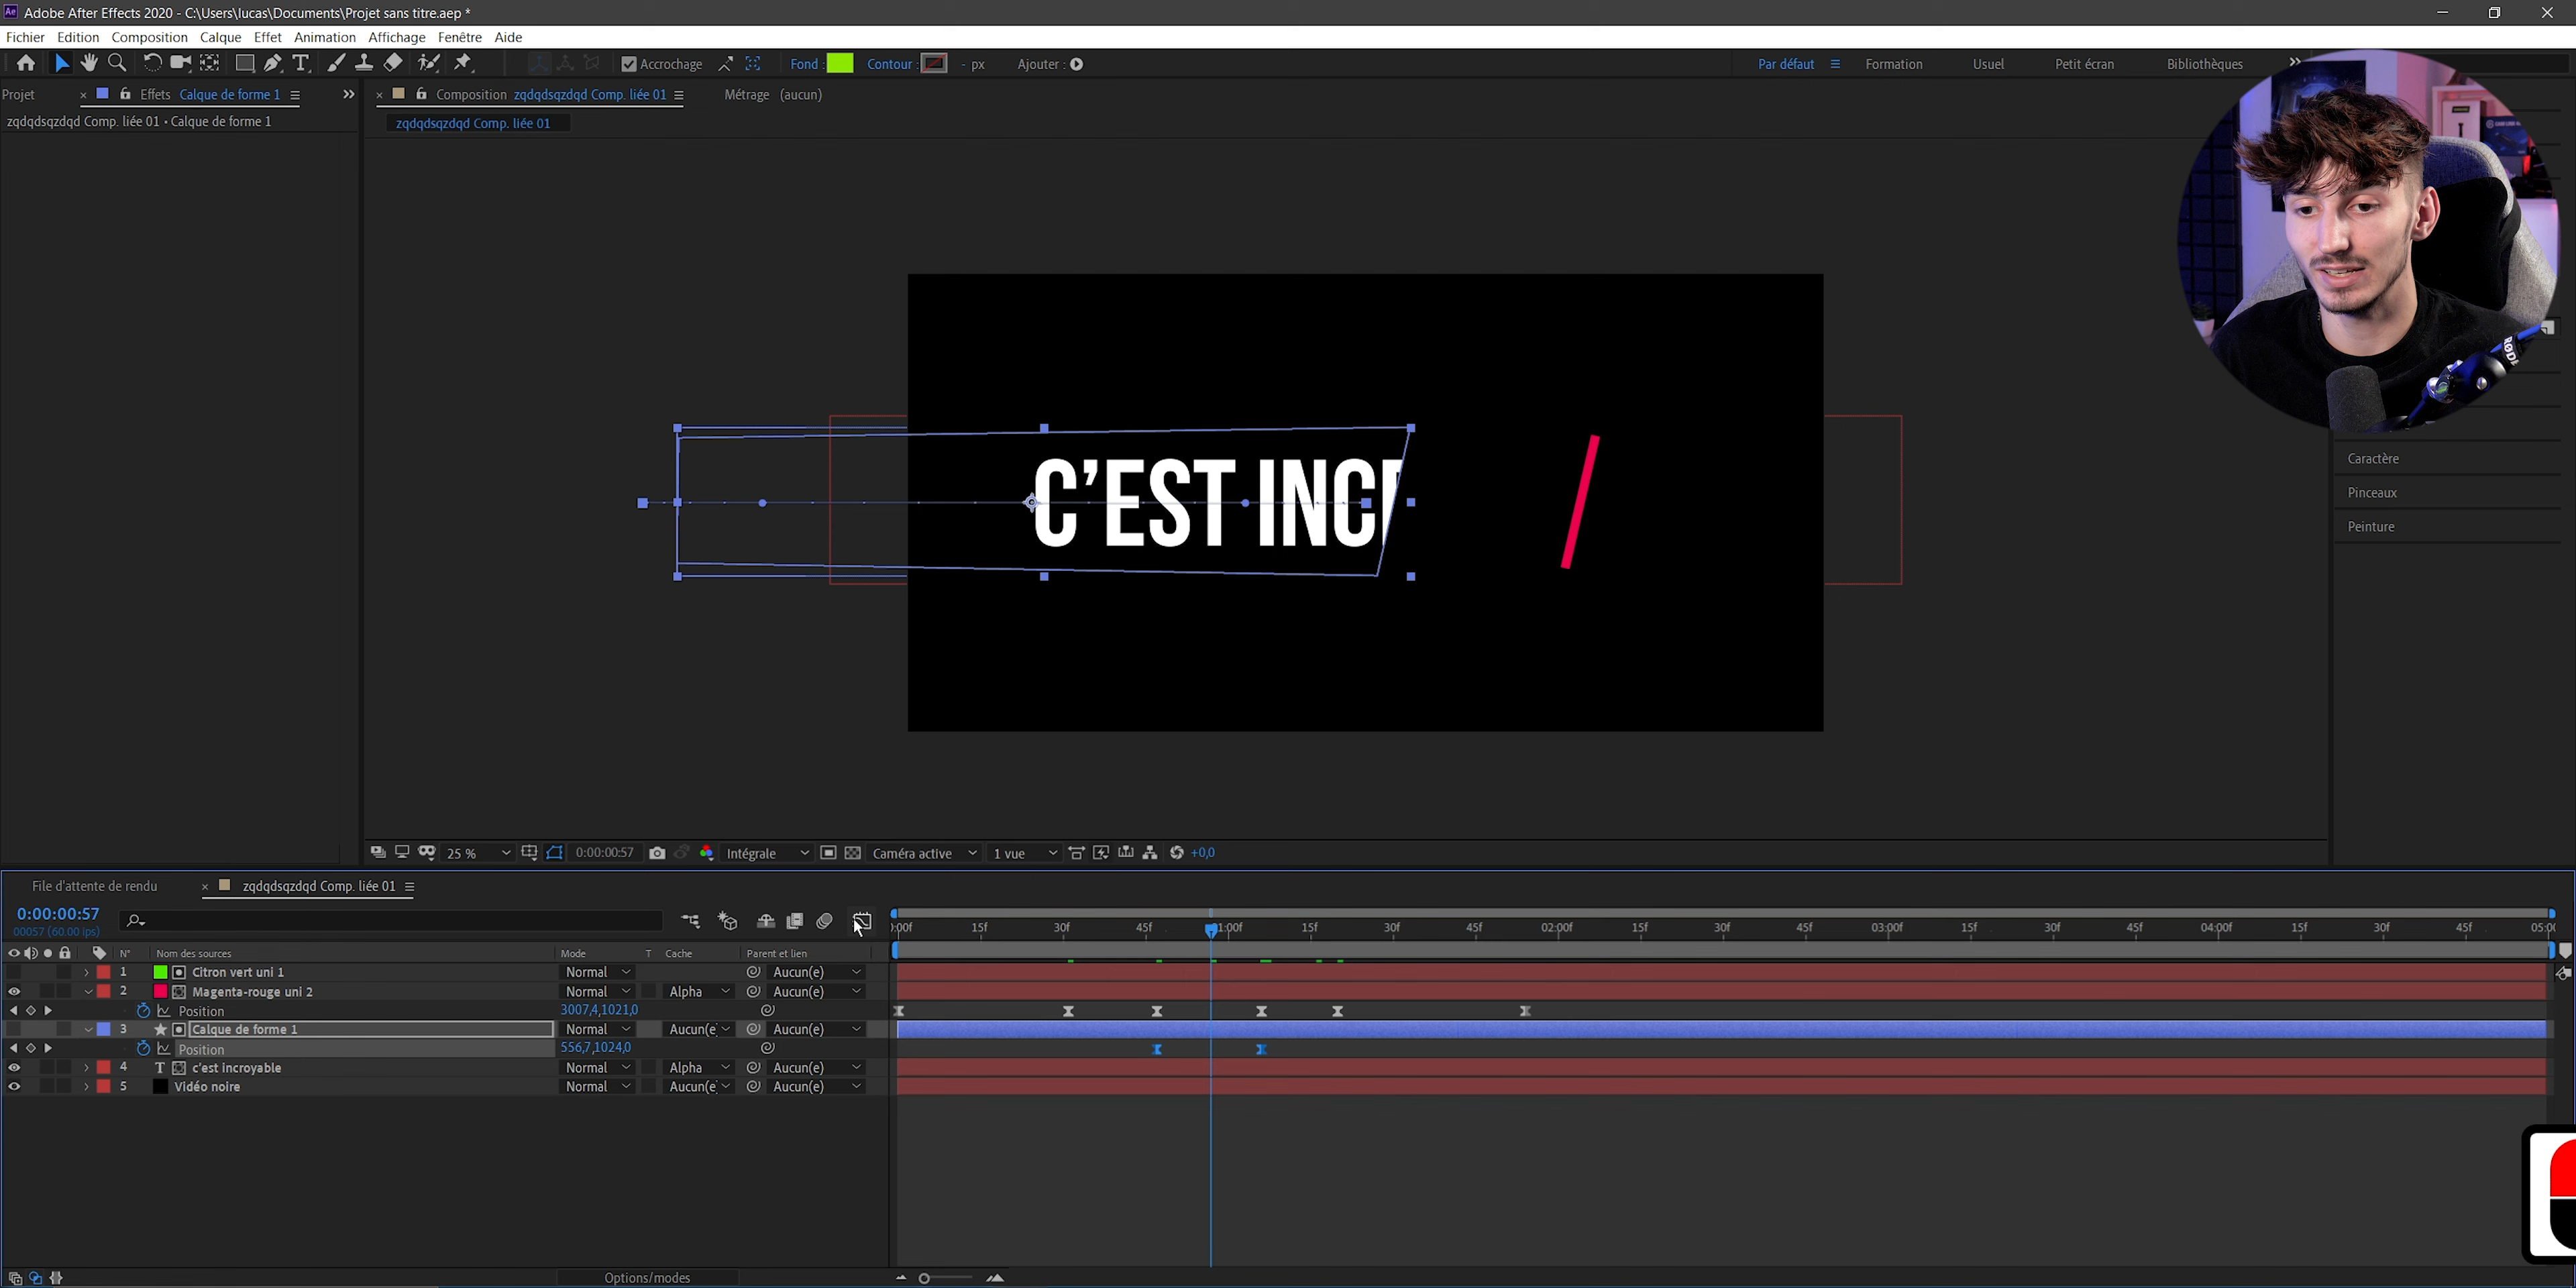 Adobe After Effects 2020 - C:\Users\lucas\Documents\Projet sans titre.aep *
Fichier Edition Composition Calque Effet Animation Affichage Fenêtre Aide
Accrochage Fond : Contour : - px Ajouter : Par défaut Formation Usuel Petit écran Bibliothèques
Projet Effets Calque de forme 1 Composition zqdqdsqzdqd Comp. liée 01 Métrage (aucun)
zqdqdsqzdqd Comp. liée 01 • Calque de forme 1
zqdqdsqzdqd Comp. liée 01
C'EST INC
RØDE
Caractère
Pinceaux
Peinture
25 % 0:00:00:57 Intégrale Caméra active 1 vue +0,0
File d'attente de rendu zqdqdsqzdqd Comp. liée 01
0:00:00:57
00057 (60.00 ips)
:00f 15f 30f 45f 01:00f 15f 30f 45f 02:00f 15f 30f 45f 03:00f 15f 30f 45f 04:00f 15f 30f 45f 05:00
N° Nom des sources Mode T Cache Parent et lien
1 Citron vert uni 1 Normal Aucun(e)
2 Magenta-rouge uni 2 Normal Alpha Aucun(e)
Position 3007,4,1021,0
3 Calque de forme 1 Normal Aucun(e) Aucun(e)
Position 556,7,1024,0
4 T c'est incroyable Normal Alpha Aucun(e)
5 Vidéo noire Normal Aucun(e) Aucun(e)
Options/modes